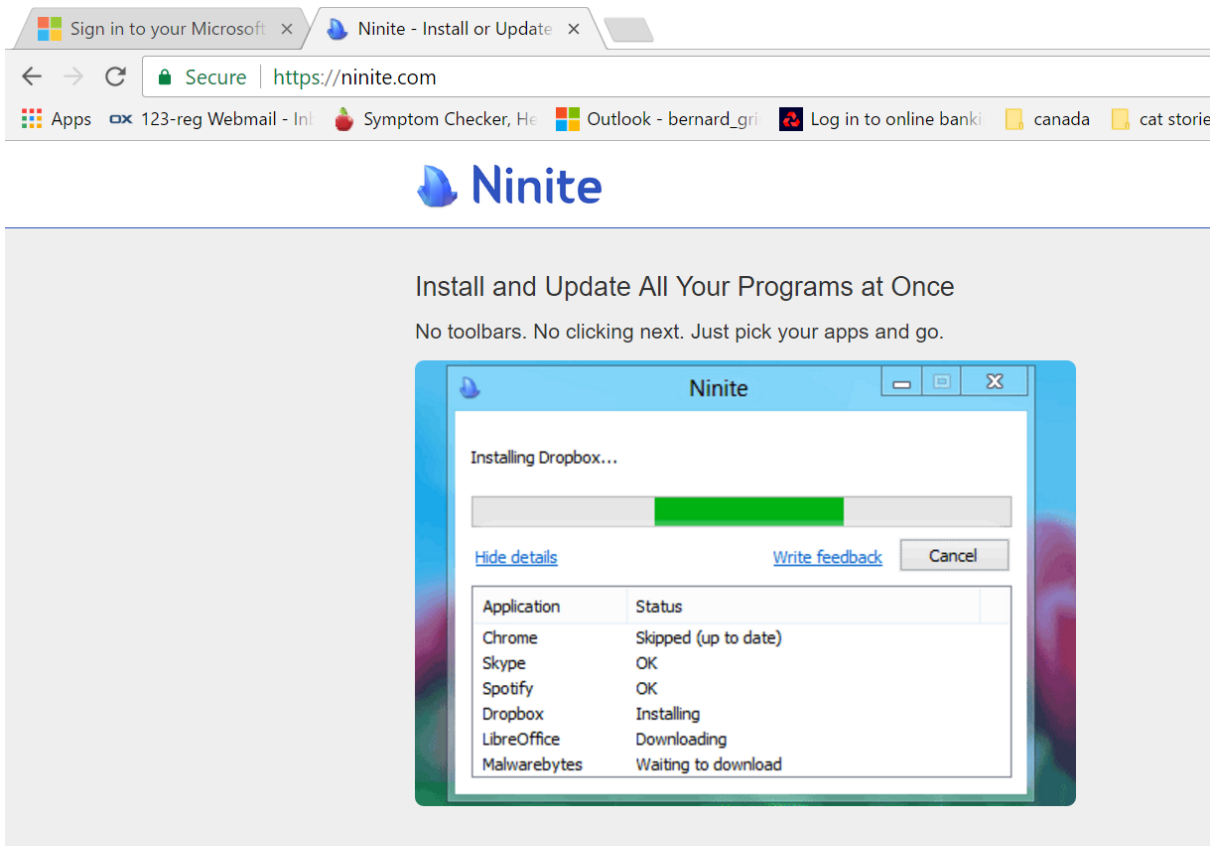 Sign in to your Microsoft
Ninite - Install or Update
Secure https://ninite.com
Apps 123-reg Webmail - In Symptom Checker, He Outlook - bernard_gri Log in to online banki canada cat storie
Ninite
Install and Update All Your Programs at Once
No toolbars. No clicking next. Just pick your apps and go.
Ninite
Installing Dropbox...
Hide details Write feedback Cancel
Application Status
Chrome Skipped (up to date)
Skype OK
Spotify OK
Dropbox Installing
LibreOffice Downloading
Malwarebytes Waiting to download